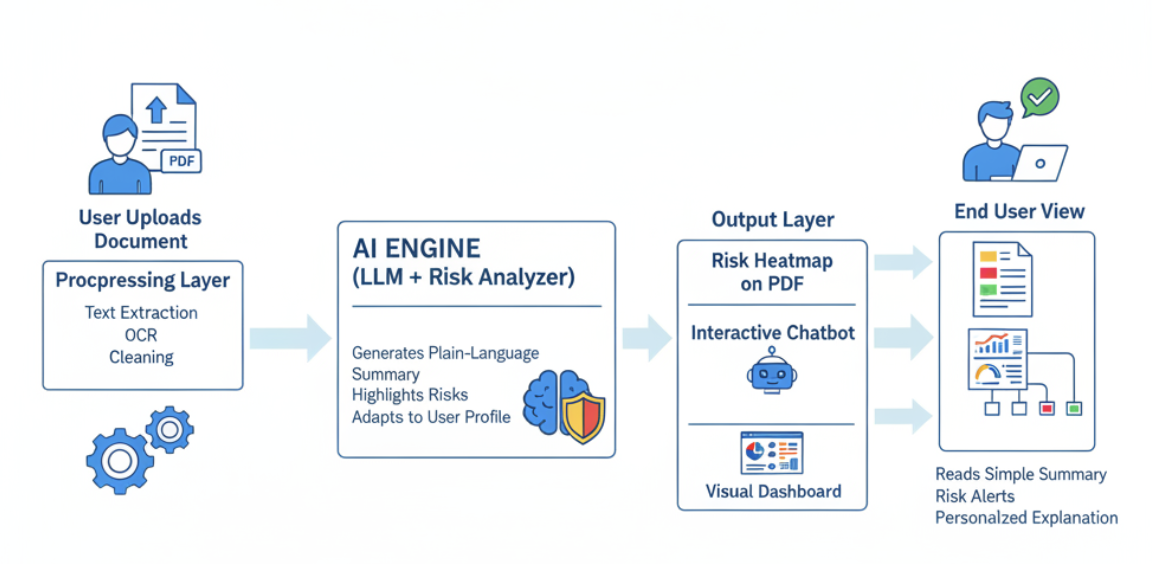 PDF
User Uploads
Document
Procpressing Layer
Text Extraction
OCR
Cleaning
AI ENGINE
(LLM + Risk Analyzer)
Generates Plain-Language
Summary
Highlights Risks
Adapts to User Profile
Output Layer
Risk Heatmap
on PDF
Interactive Chatbot
Visual Dashboard
End User View
Reads Simple Summary
Risk Alerts
Personalzed Explanation